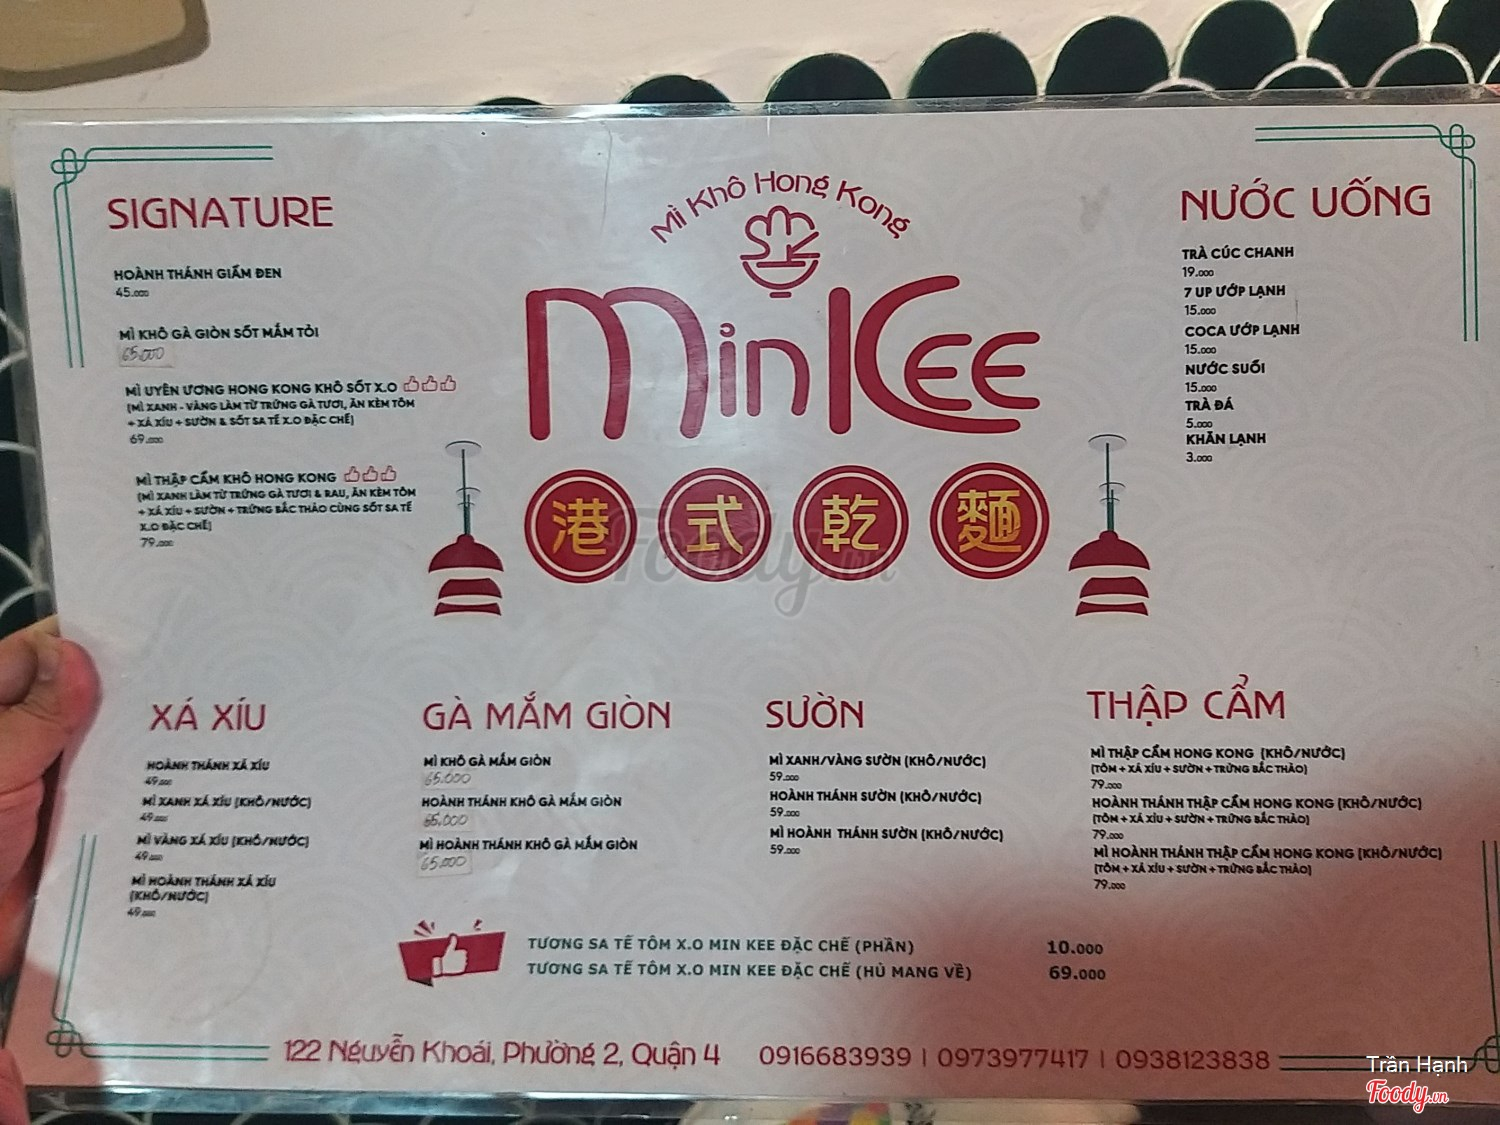 SIGNATURE
HOÀNH THÁNH GIẤM ĐEN
45.000
MÌ KHÔ GÀ GIÒN SỐT MẮM TỎI
65.000
MÌ UYÊN ƯƠNG HONG KONG KHÔ SỐT X.O
(MÌ XANH - VÀNG LÀM TỪ TRỨNG GÀ TƯƠI, ĂN KÈM TÔM
+ XÁ XÍU + SƯỜN & SỐT SA TẾ X.O ĐẶC CHẾ)
69.000
MÌ THẬP CẨM KHÔ HONG KONG
(MÌ XANH LÀM TỪ TRỨNG GÀ TƯƠI & RAU, ĂN KÈM TÔM
+ XÁ XÍU + SƯỜN + TRỨNG BẮC THẢO CÙNG SỐT SA TẾ
X.O ĐẶC CHẾ)
79.000
Mì Khô Hong Kong
Min Kee
港式乾麵
Foody.vn
NƯỚC UỐNG
TRÀ CÚC CHANH
19.000
7 UP ƯỚP LẠNH
15.000
COCA ƯỚP LẠNH
15.000
NƯỚC SUỐI
15.000
TRÀ ĐÁ
5.000
KHĂN LẠNH
3.000
XÁ XÍU
HOÀNH THÁNH XÁ XÍU
49.000
MÌ XANH XÁ XÍU (KHÔ/NƯỚC)
49.000
MÌ VÀNG XÁ XÍU (KHÔ/NƯỚC)
49.000
MÌ HOÀNH THÁNH XÁ XÍU
(KHÔ/NƯỚC)
49.000
GÀ MẮM GIÒN
MÌ KHÔ GÀ MẮM GIÒN
65.000
HOÀNH THÁNH KHÔ GÀ MẮM GIÒN
65.000
MÌ HOÀNH THÁNH KHÔ GÀ MẮM GIÒN
65.000
SƯỜN
MÌ XANH/VÀNG SƯỜN (KHÔ/NƯỚC)
59.000
HOÀNH THÁNH SƯỜN (KHÔ/NƯỚC)
59.000
MÌ HOÀNH THÁNH SƯỜN (KHÔ/NƯỚC)
59.000
THẬP CẨM
MÌ THẬP CẨM HONG KONG (KHÔ/NƯỚC)
(TÔM + XÁ XÍU + SƯỜN + TRỨNG BẮC THẢO)
79.000
HOÀNH THÁNH THẬP CẨM HONG KONG (KHÔ/NƯỚC)
(TÔM + XÁ XÍU + SƯỜN + TRỨNG BẮC THẢO)
79.000
MÌ HOÀNH THÁNH THẬP CẨM HONG KONG (KHÔ/NƯỚC)
(TÔM + XÁ XÍU + SƯỜN + TRỨNG BẮC THẢO)
79.000
TƯƠNG SA TẾ TÔM X.O MIN KEE ĐẶC CHẾ (PHẦN) 10.000
TƯƠNG SA TẾ TÔM X.O MIN KEE ĐẶC CHẾ (HỦ MANG VỀ) 69.000
122 Nguyễn Khoái, Phường 2, Quận 4 0916683939 | 0973977417 | 0938123838
Trần Hạnh
Foody.vn